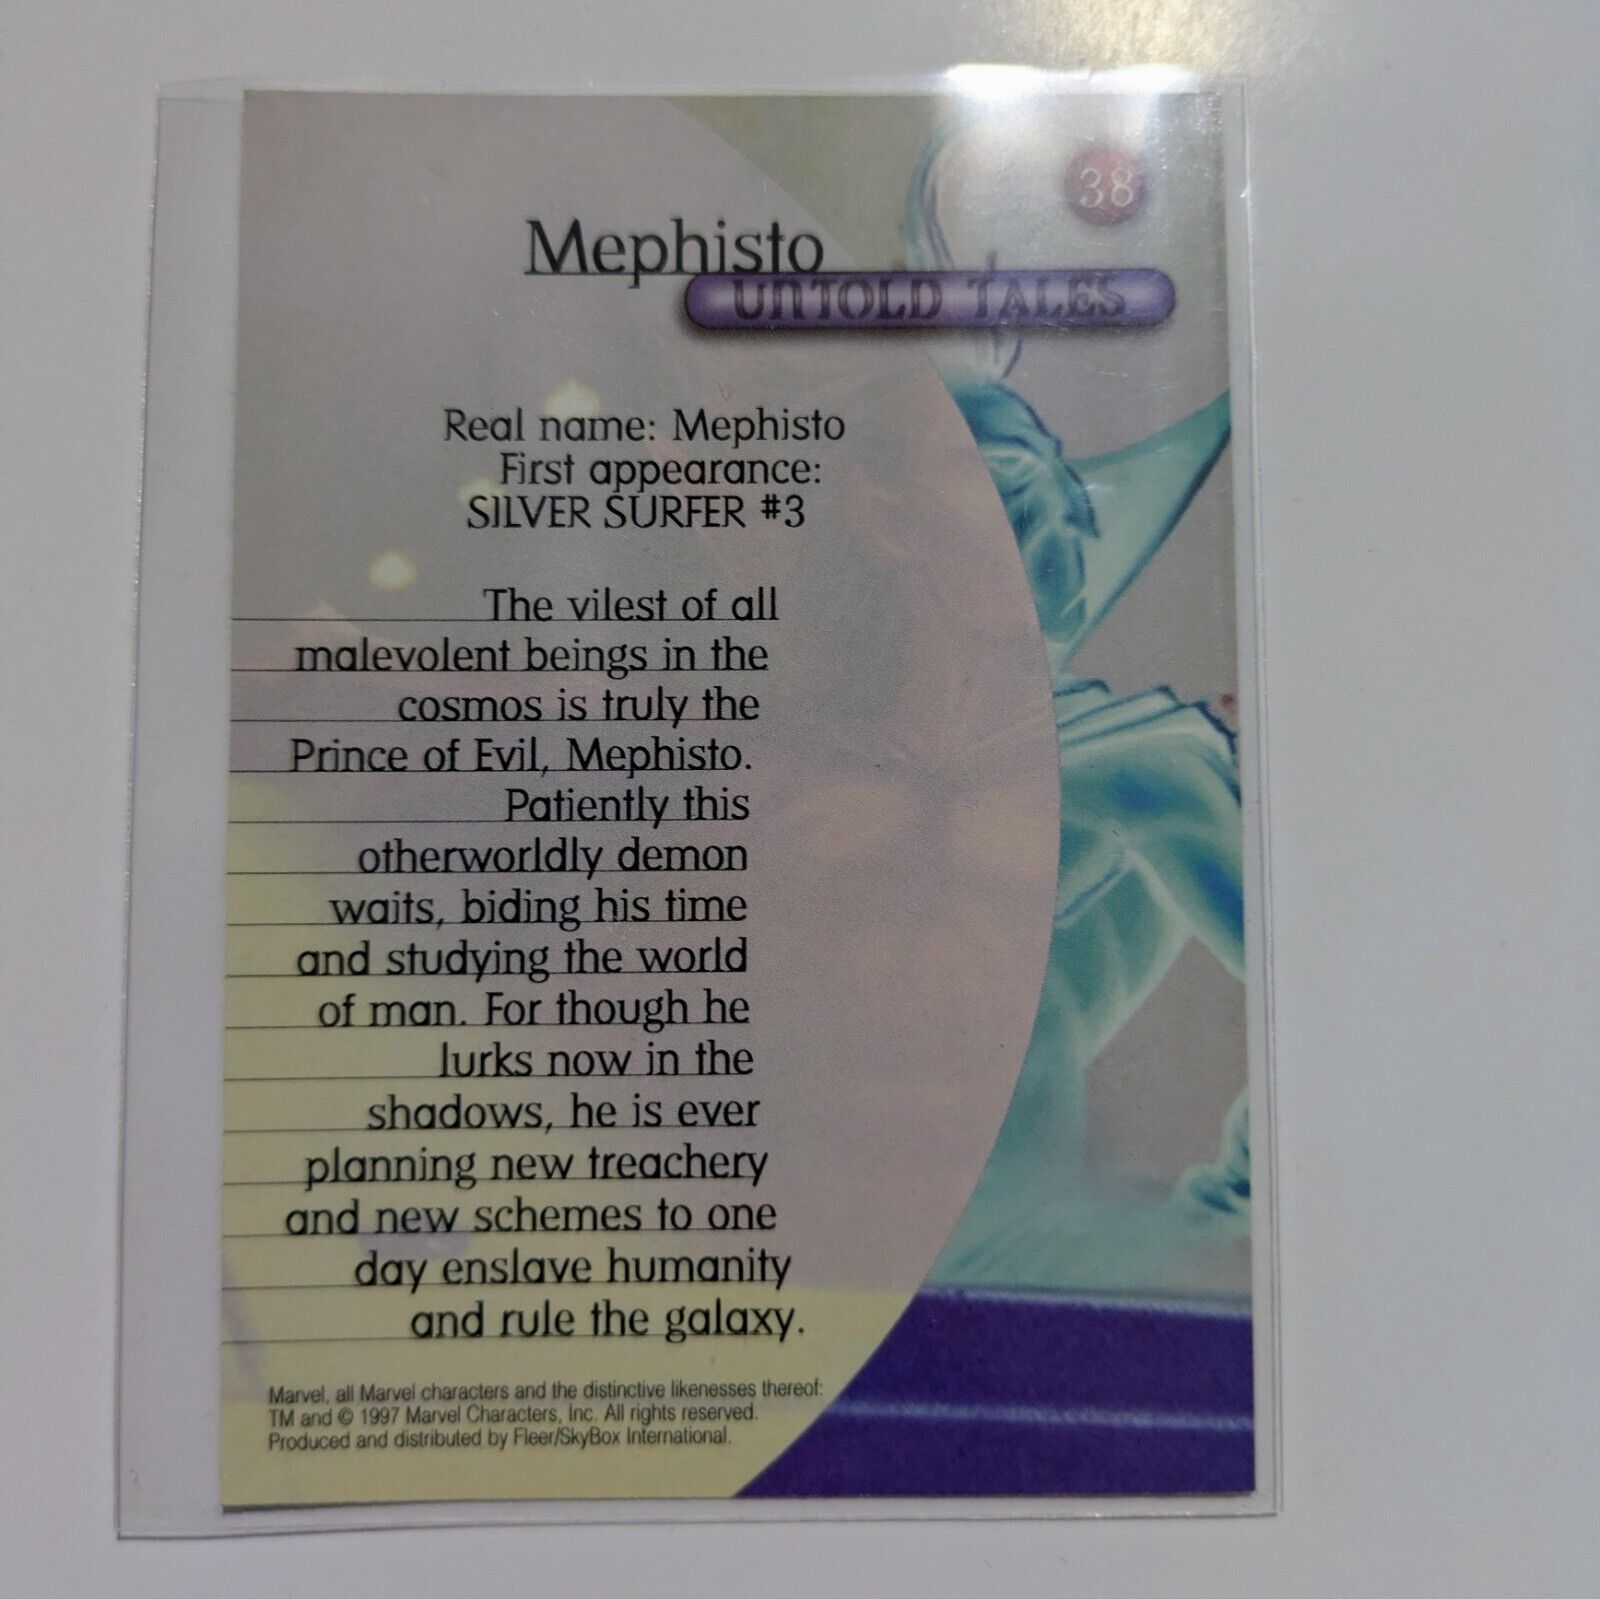 38
Mephisto
UNTOLD TALES
Real name: Mephisto
First appearance:
SILVER SURFER #3
The vilest of all
malevolent beings in the
cosmos is truly the
Prince of Evil, Mephisto.
Patiently this
otherworldly demon
waits, biding his time
and studying the world
of man. For though he
lurks now in the
shadows, he is ever
planning new treachery
and new schemes to one
day enslave humanity
and rule the galaxy.
Marvel, all Marvel characters and the distinctive likenesses thereof:
TM and © 1997 Marvel Characters, Inc. All rights reserved.
Produced and distributed by Fleer/SkyBox International.